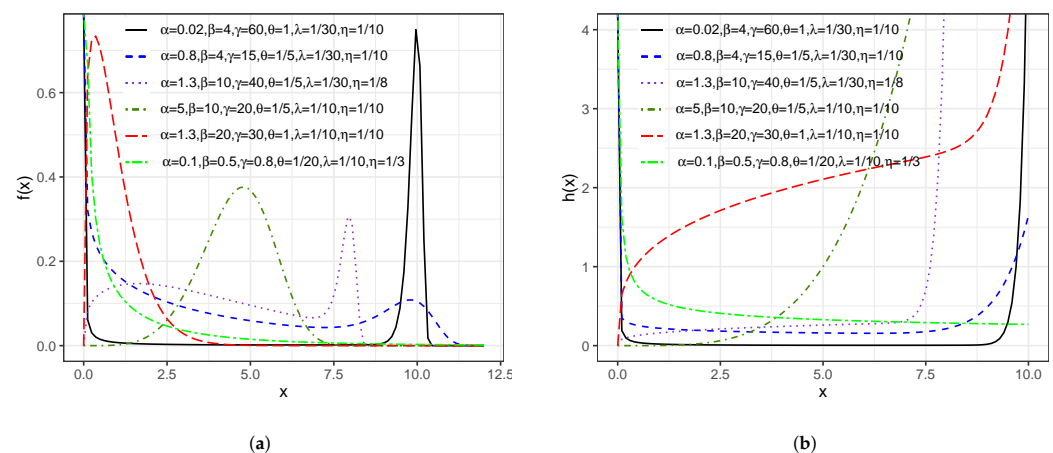 α=0.02,β=4,γ=60,θ=1,λ=1/30,η=1/10
α=0.8,β=4,γ=15,θ=1/5,λ=1/30,η=1/10
α=1.3,β=10,γ=40,θ=1/5,λ=1/30,η=1/8
α=5,β=10,γ=20,θ=1/5,λ=1/10,η=1/10
α=1.3,β=20,γ=30,θ=1,λ=1/10,η=1/10
α=0.1,β=0.5,γ=0.8,θ=1/20,λ=1/10,η=1/3
f(x)
0.6
0.4
0.2
0.0
0.0 2.5 5.0 7.5 10.0 12.5
x
(a)
α=0.02,β=4,γ=60,θ=1,λ=1/30,η=1/10
α=0.8,β=4,γ=15,θ=1/5,λ=1/30,η=1/10
α=1.3,β=10,γ=40,θ=1/5,λ=1/30,η=1/8
α=5,β=10,γ=20,θ=1/5,λ=1/10,η=1/10
α=1.3,β=20,γ=30,θ=1,λ=1/10,η=1/10
α=0.1,β=0.5,γ=0.8,θ=1/20,λ=1/10,η=1/3
h(x)
4
3
2
1
0
0.0 2.5 5.0 7.5 10.0
x
(b)